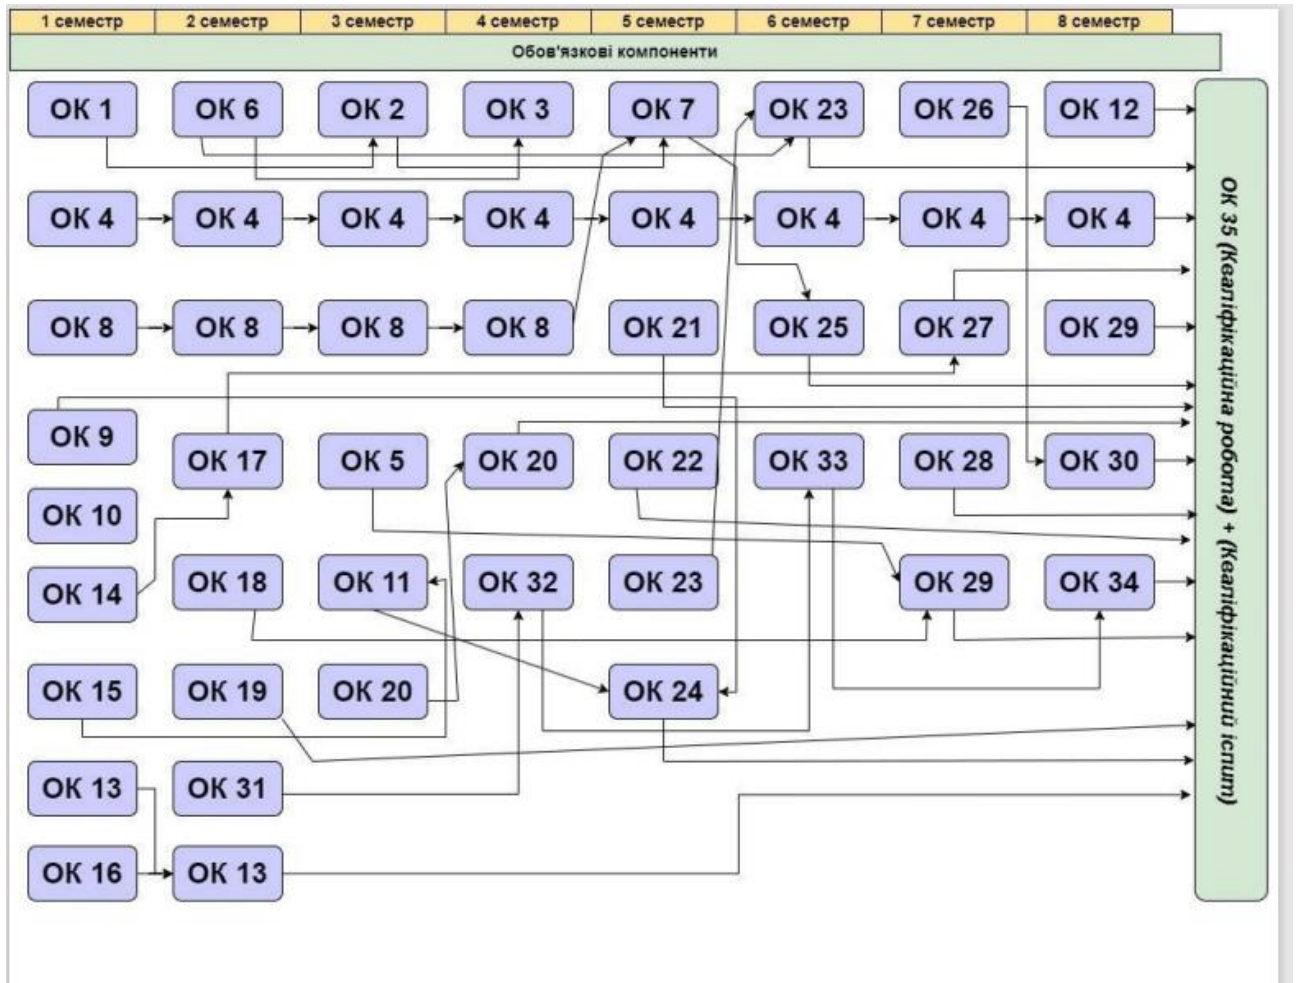 1 семестр 2 семестр 3 семестр 4 семестр 5 семестр 6 семестр 7 семестр 8 семестр
Обов'язкові компоненти
ОК 1 ОК 6 ОК 2 ОК 3 ОК 7 ОК 23 ОК 26 ОК 12
ОК 4 ОК 4 ОК 4 ОК 4 ОК 4 ОК 4 ОК 4 ОК 4
ОК 8 ОК 8 ОК 8 ОК 8 ОК 21 ОК 25 ОК 27 ОК 29
ОК 9
ОК 17 ОК 5 ОК 20 ОК 22 ОК 33 ОК 28 ОК 30
ОК 10
ОК 14
ОК 18 ОК 11 ОК 32 ОК 23 ОК 29 ОК 34
ОК 15 ОК 19 ОК 20 ОК 24
ОК 13 ОК 31
ОК 16 ОК 13
ОК 35 (Кваліфікаційна робота) + (Кваліфікаційний іспит)